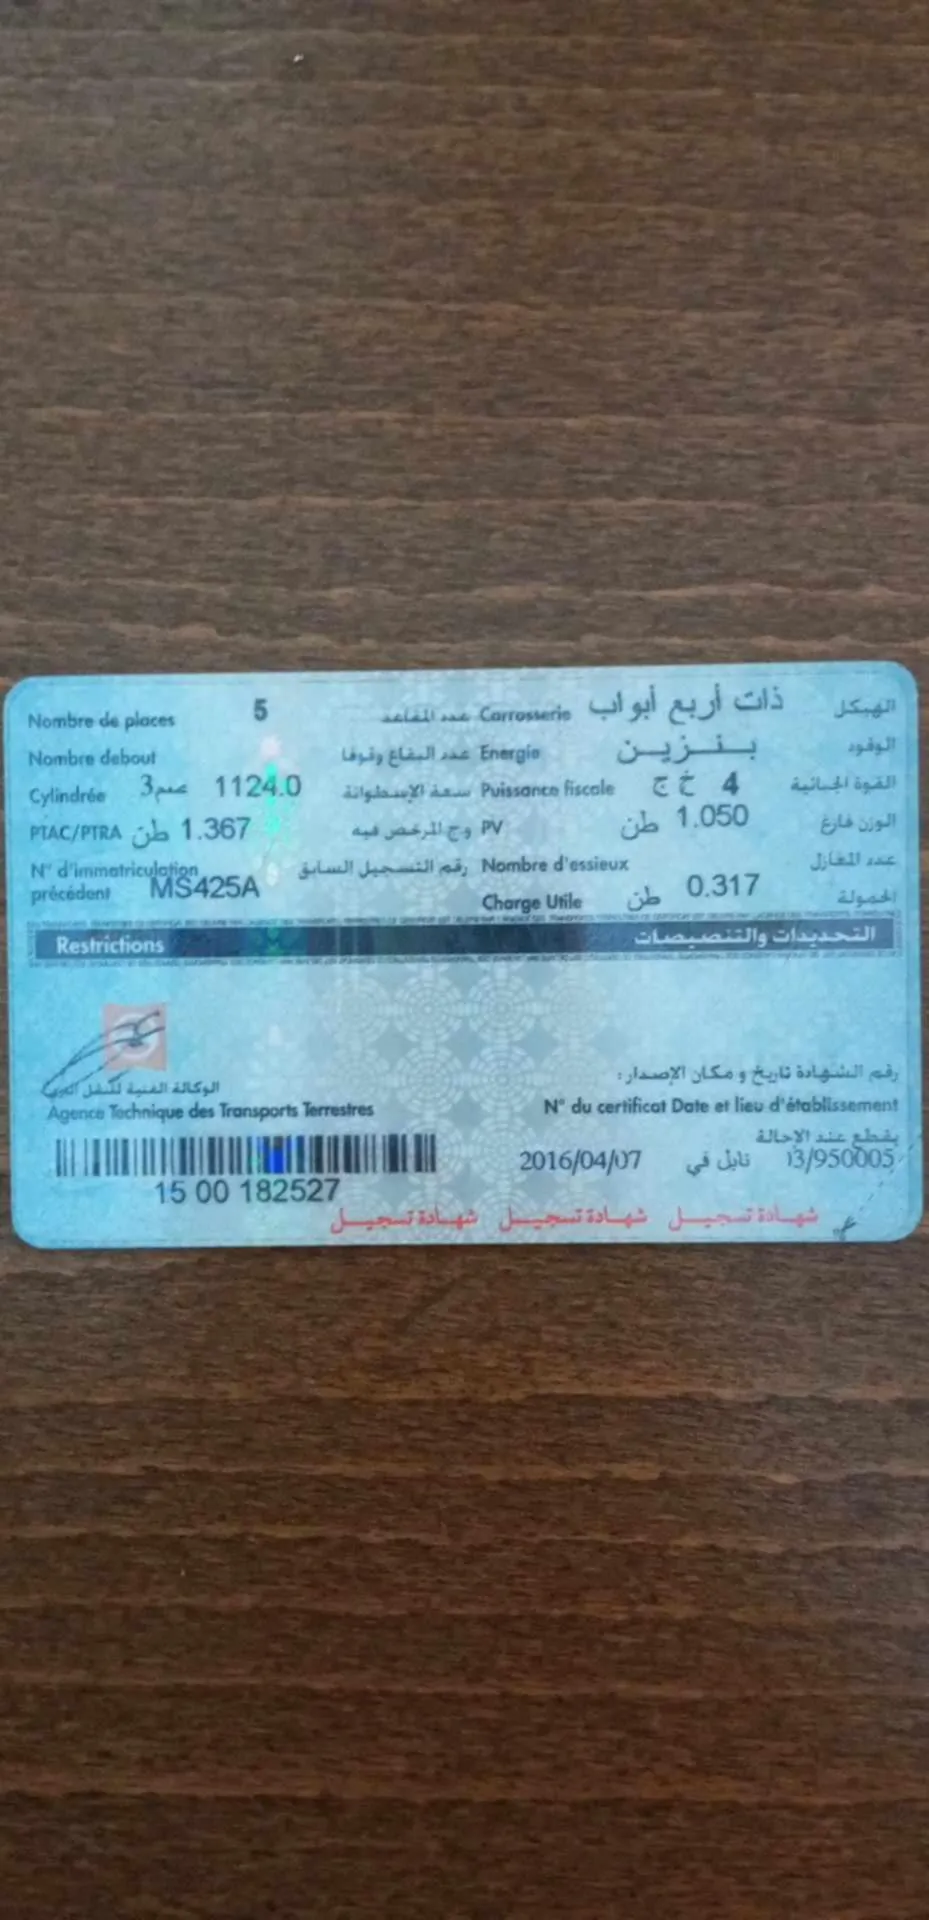 Nombre de places 5 عدد المقاعد Carrosserie ذات أربع أبواب الهيكل
Nombre debout عدد البقاع وقوفا Energie بنزين الوقود
Cylindrée صم3 1124.0 سعة الإسطوانة Puissance fiscale 4 خ ج القوة الجبائية
PTAC/PTRA طن 1.367 وج المرخص فيه PV طن 1.050 الوزن فارغ
N° d'immatriculation précédent MS425A رقم التسجيل السابق Nombre d'essieux عدد المغازل
Charge Utile طن 0.317 الحمولة
Restrictions التحديدات والتنصيصات
الوكالة الفنية للنقل البري
Agence Technique des Transports Terrestres
رقم الشهادة تاريخ و مكان الإصدار :
N° du certificat Date et lieu d'établissement
يقطع عند الإحالة
13/950005 نابل في 2016/04/07
15 00 182527
شهادة تسجيل شهادة تسجيل شهادة تسجيل